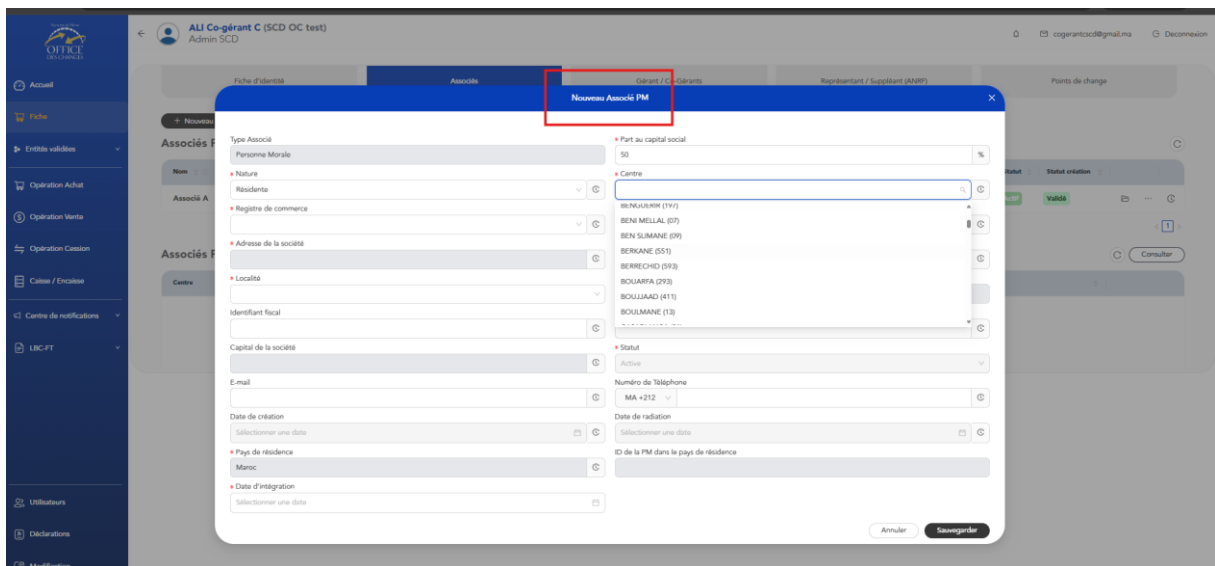 OFFICE
DES CHANGES
ALI Co-gérant C (SCD OC test)
Admin SCD
cogerantcscd@gmail.ma
Deconnexion
Accueil
Fiche
Entités validées
Opération Achat
Opération Vente
Opération Cession
Caisse / Encaisse
Centre de notifications
LBC-FT
Utilisateurs
Déclarations
Modification
Fiche d'identité
Associés
Gérant / Co-Gérants
Représentant / Suppléant (ANRF)
Points de change
+ Nouveau
Associés P
Nom
Statut
Statut création
Associé A
Actif
Validé
1
Associés P
Consulter
Centre
Nouveau Associé PM
Type Associé
Personne Morale
* Part au capital social
50
%
* Nature
Résidente
* Centre
* Registre de commerce
BENGUERIR (197)
BENI MELLAL (07)
BEN SLIMANE (09)
BERKANE (551)
BERRECHID (593)
BOUARFA (293)
BOUJJAAD (411)
BOULMANE (13)
* Adresse de la société
* Localité
Identifiant fiscal
Capital de la société
* Statut
Active
E-mail
Numéro de Téléphone
MA +212
Date de création
Sélectionner une date
Date de radiation
Sélectionner une date
* Pays de résidence
Maroc
ID de la PM dans le pays de résidence
* Date d'intégration
Sélectionner une date
Annuler
Sauvegarder